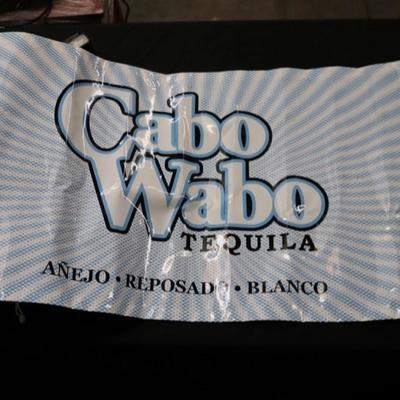 Cabo
Wabo
TEQUILA
AÑEJO • REPOSADO • BLANCO